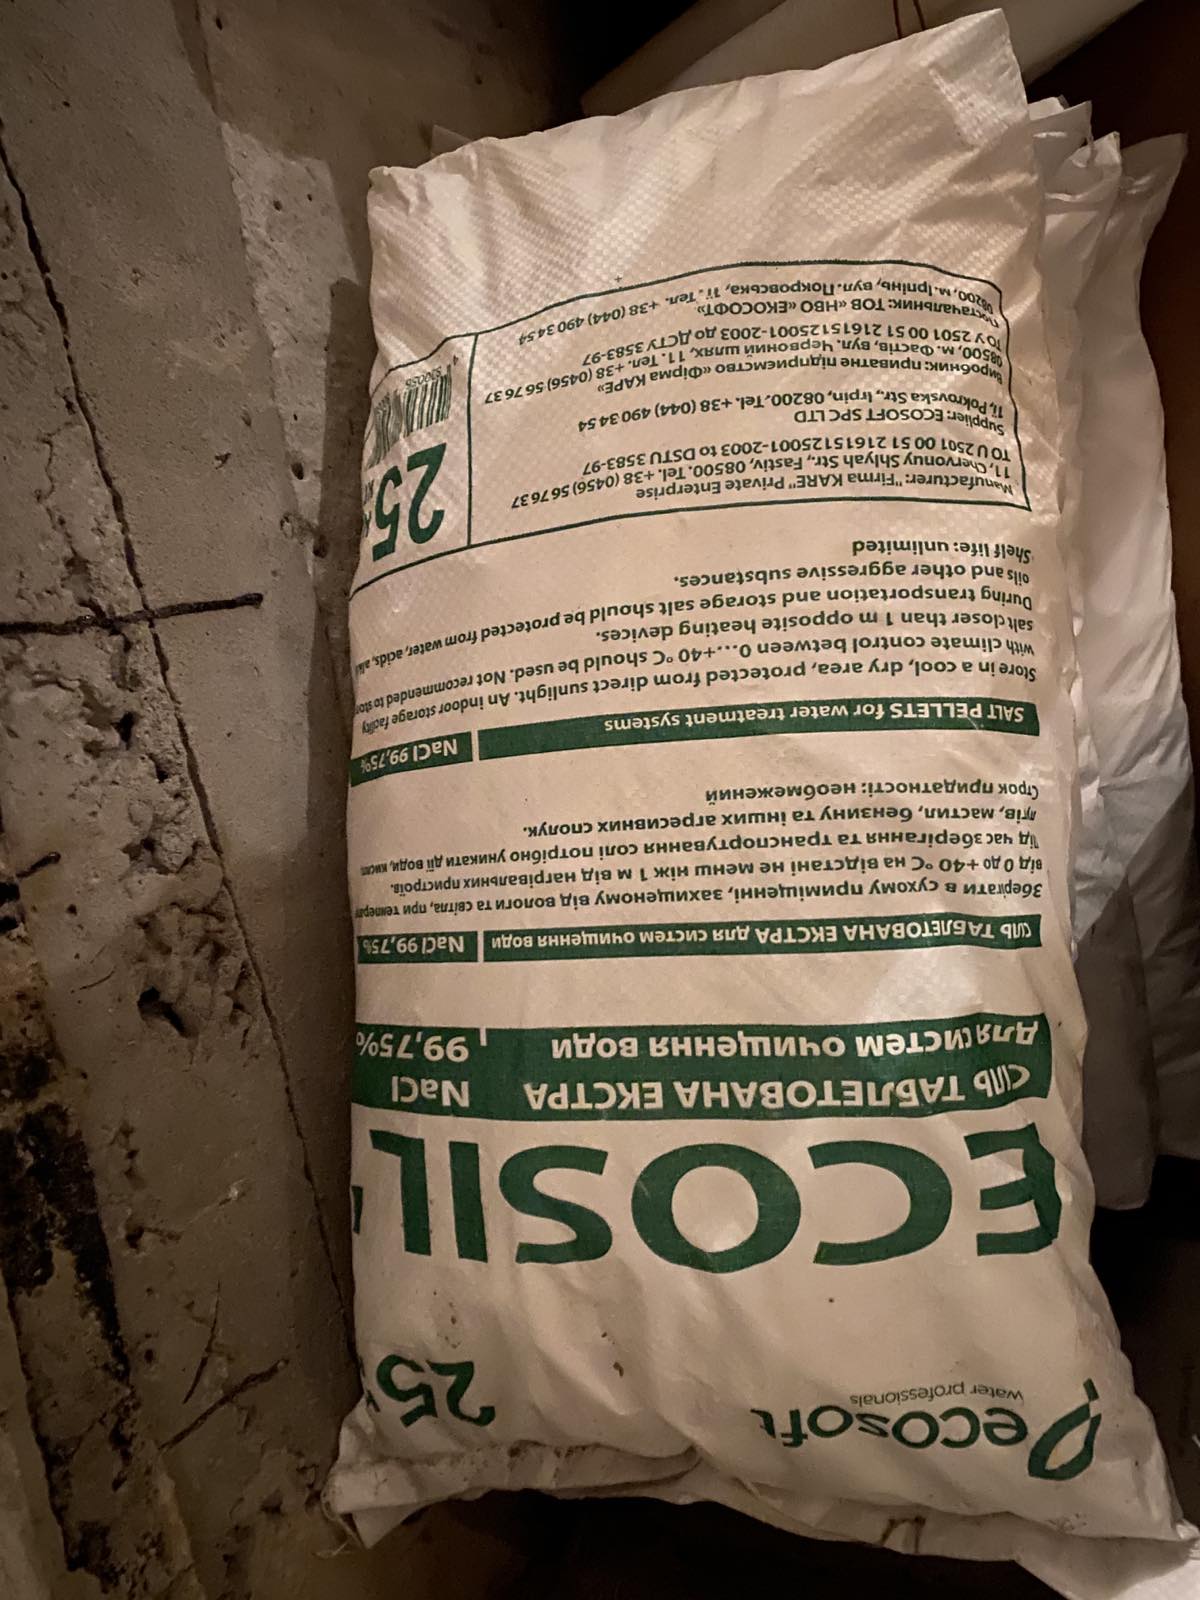 ecosoft
water professionals
25
ECOSIL
СІЛЬ ТАБЛЕТОВАНА ЕКСТРА
ДЛЯ СИСТЕМ ОЧИЩЕННЯ ВОДИ
NaCl
99,75%
СІЛЬ ТАБЛЕТОВАНА ЕКСТРА для систем очищення води
NaCl 99,75%
Зберігати в сухому приміщенні, захищеному від вологи та світла, при
від 0 до +40 °C на відстані не менш ніж 1 м від нагрівальних пристроїв.
Під час зберігання та транспортування солі потрібно уникати дії води,
лугів, мастил, бензину та інших агресивних сполук.
Строк придатності: необмежений
SALT PELLETS for water treatment systems
NaCl 99,75%
Store in a cool, dry area, protected from direct sunlight. An indoor storage facility
with climate control between 0...+40 °C should be used. Not recommended to
salt closer than 1 m opposite heating devices.
During transportation and storage salt should be protected from water, acids,
oils and other aggressive substances.
Shelf life: unlimited
Manufacturer: "Firma KARE" Private Enterprise
11, Chervonuy Shlyah Str., Fastiv, 08500. Tel. +38 (0456) 56 76 37
TO U 2501 00 51 21615125001-2003 to DSTU 3583-97
Supplier: ECOSOFT SPC LTD
1ї, Pokrovska Str., Irpin, 08200. Tel. +38 (044) 490 34 54
Виробник: приватне підприємство «Фірма КАРЕ»
08500, м. Фастів, вул. Червоний шлях, 11. Тел. +38 (0456) 56 76 37
ТО У 2501 00 51 21615125001-2003 до ДСТУ 3583-97
Постачальник: ТОВ «НВО «ЕКОСОФТ»
08200, м. Ірпінь, вул. Покровська, 1ї. Тел. +38 (044) 490 34 54
25